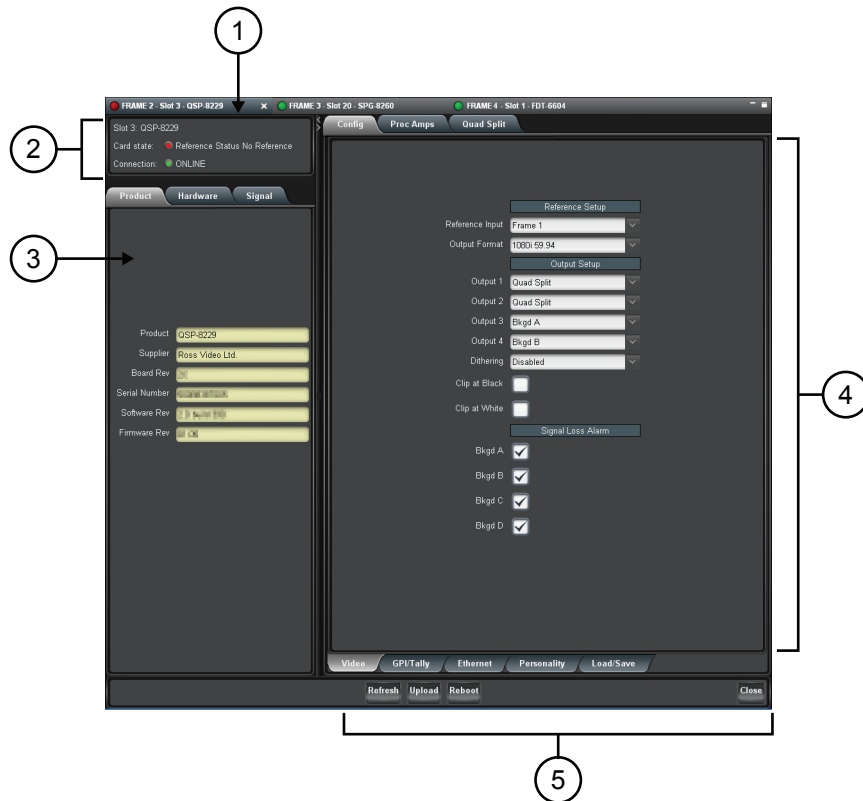 1
FRAME 2 - Slot 3 - QSP-8229 x FRAME 3 - Slot 20 - SPG-8260 FRAME 4 - Slot 1 - FDT-6604
2
Slot 3: QSP-8229
Card state: Reference Status No Reference
Connection: ONLINE
Product Hardware Signal
3
Product QSP-8229
Supplier Ross Video Ltd.
Board Rev
Serial Number
Software Rev
Firmware Rev
Config Proc Amps Quad Split
Reference Setup
Reference Input Frame 1
Output Format 1080i 59.94
Output Setup
Output 1 Quad Split
Output 2 Quad Split
Output 3 Bkgd A
Output 4 Bkgd B
Dithering Disabled
Clip at Black
Clip at White
Signal Loss Alarm
Bkgd A
Bkgd B
Bkgd C
Bkgd D
4
Video GPI/Tally Ethernet Personality Load/Save
Refresh Upload Reboot Close
5